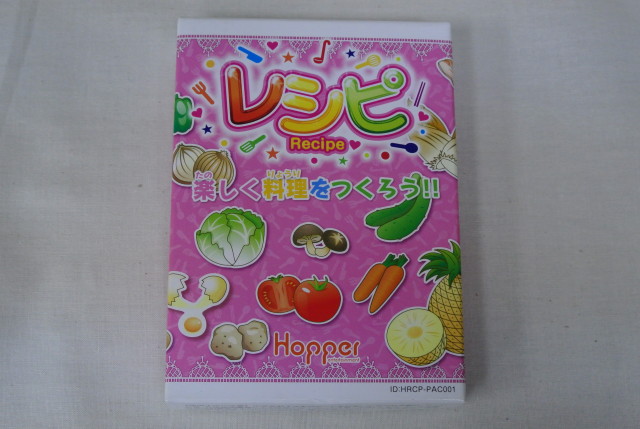 レシピ
Recipe
たの りょうり
楽しく料理をつくろう!!
Hopper
entertainment
ID:HRCP-PAC001